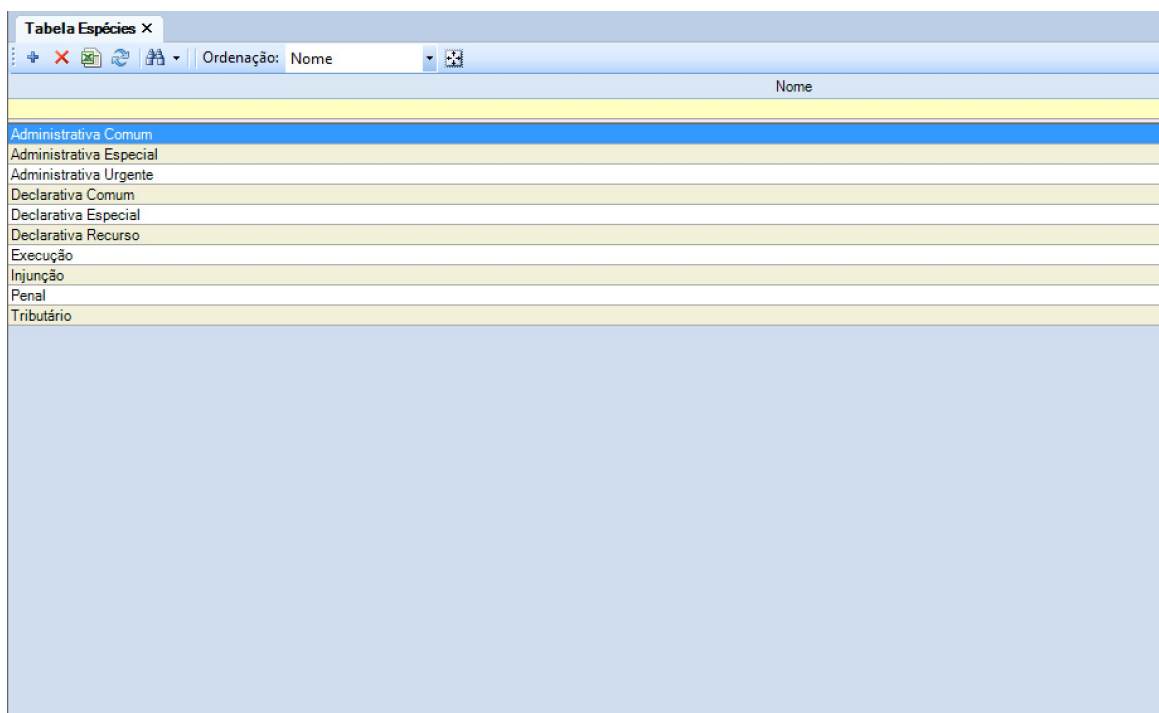 Tabela Espécies
Ordenação: Nome
Nome
Administrativa Comum
Administrativa Especial
Administrativa Urgente
Declarativa Comum
Declarativa Especial
Declarativa Recurso
Execução
Injunção
Penal
Tributário